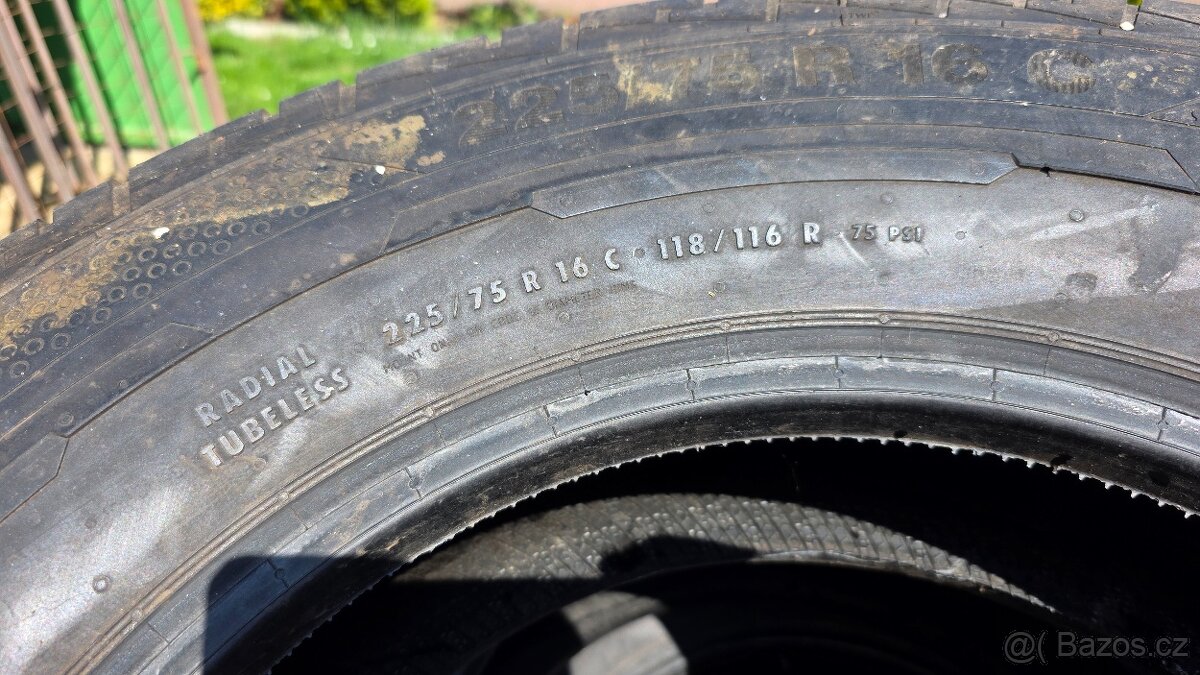 225/75 R 16 C
225/75 R 16 C · 118/116 R · 75 PSI
RADIAL
TUBELESS
@( Bazos.cz